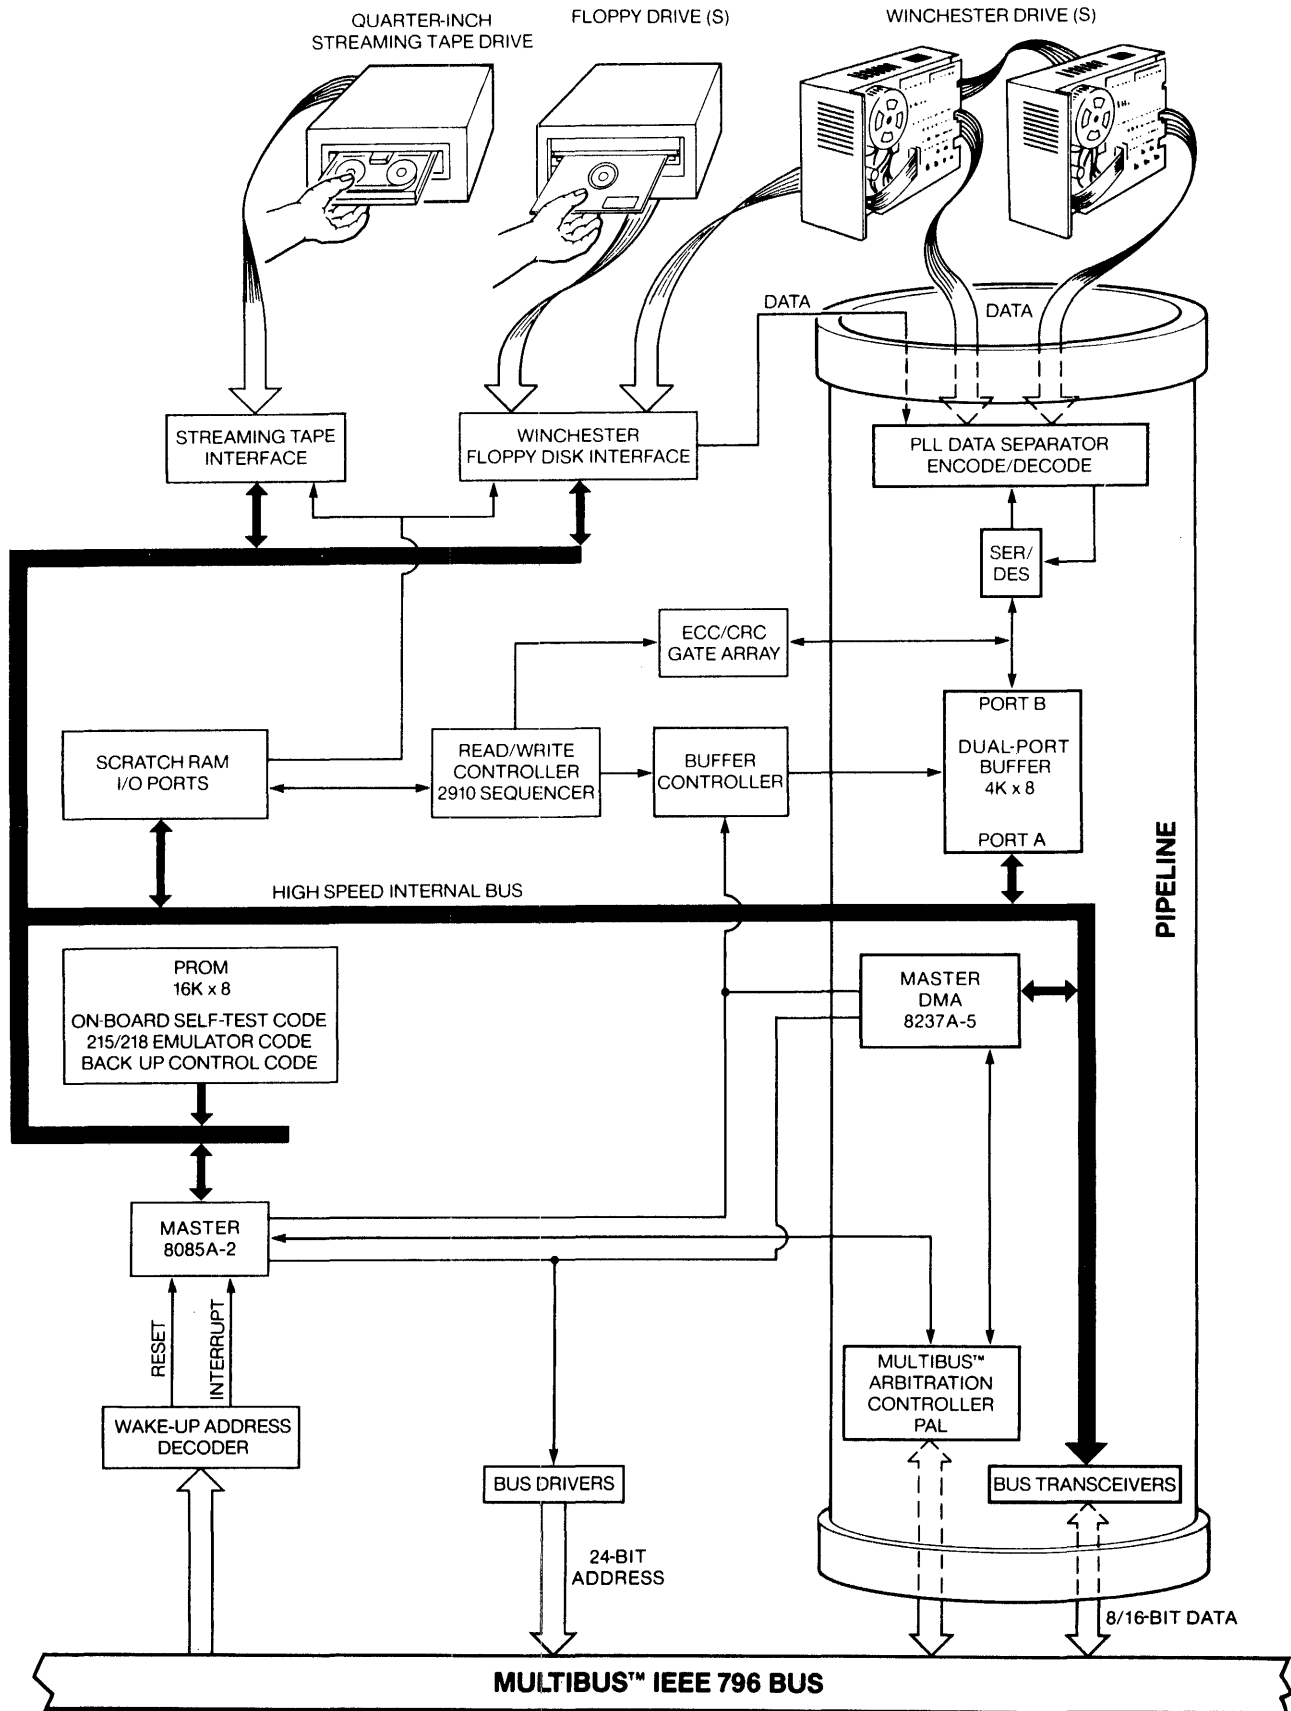 QUARTER-INCH
STREAMING TAPE DRIVE
FLOPPY DRIVE (S)
WINCHESTER DRIVE (S)
DATA
DATA
STREAMING TAPE
INTERFACE
WINCHESTER
FLOPPY DISK INTERFACE
PLL DATA SEPARATOR
ENCODE/DECODE
SER/
DES
ECC/CRC
GATE ARRAY
SCRATCH RAM
I/O PORTS
READ/WRITE
CONTROLLER
2910 SEQUENCER
BUFFER
CONTROLLER
PORT B
DUAL-PORT
BUFFER
4K x 8
PORT A
PIPELINE
HIGH SPEED INTERNAL BUS
PROM
16K x 8
ON-BOARD SELF-TEST CODE
215/218 EMULATOR CODE
BACK UP CONTROL CODE
MASTER
DMA
8237A-5
MASTER
8085A-2
RESET
INTERRUPT
MULTIBUS™
ARBITRATION
CONTROLLER
PAL
WAKE-UP ADDRESS
DECODER
BUS DRIVERS
BUS TRANSCEIVERS
24-BIT
ADDRESS
8/16-BIT DATA
MULTIBUS™ IEEE 796 BUS